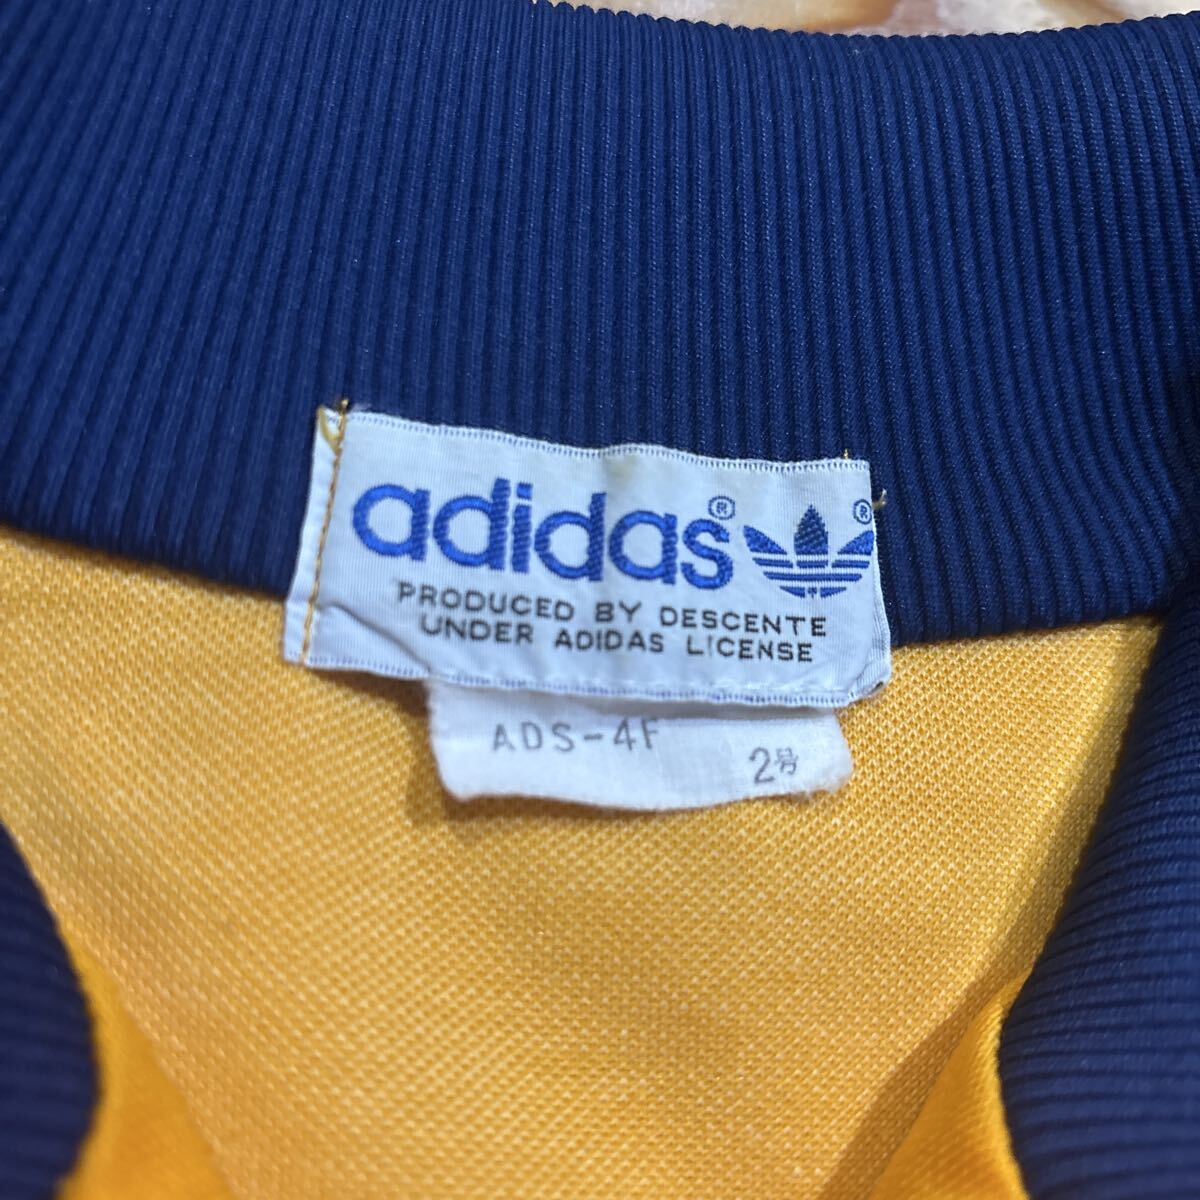 adidas® ®
PRODUCED BY DESCENTE
UNDER ADIDAS LICENSE
ADS-4F
2号